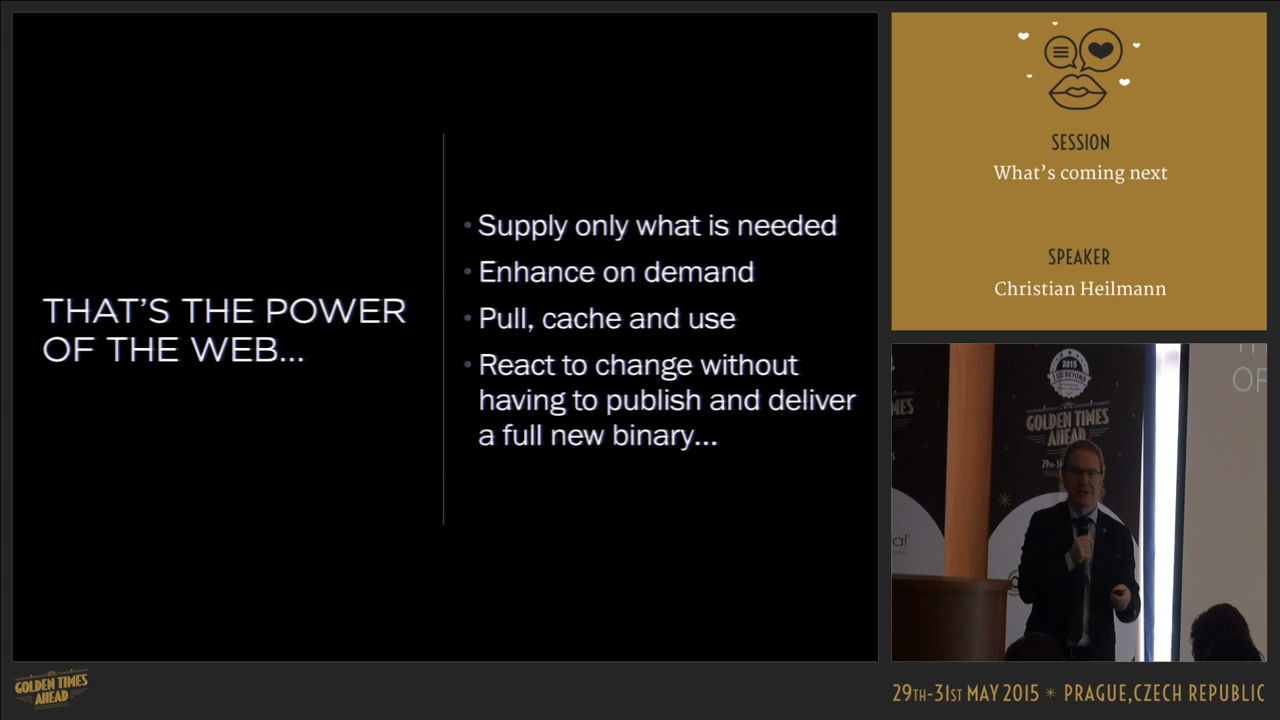 THAT'S THE POWER
OF THE WEB...
• Supply only what is needed
• Enhance on demand
• Pull, cache and use
• React to change without
having to publish and deliver
a full new binary...
SESSION
What's coming next
SPEAKER
Christian Heilmann
2015
GOLDEN TIMES
AHEAD
OF
GOLDEN TIMES
AHEAD
29TH-31ST MAY 2015 * PRAGUE, CZECH REPUBLIC